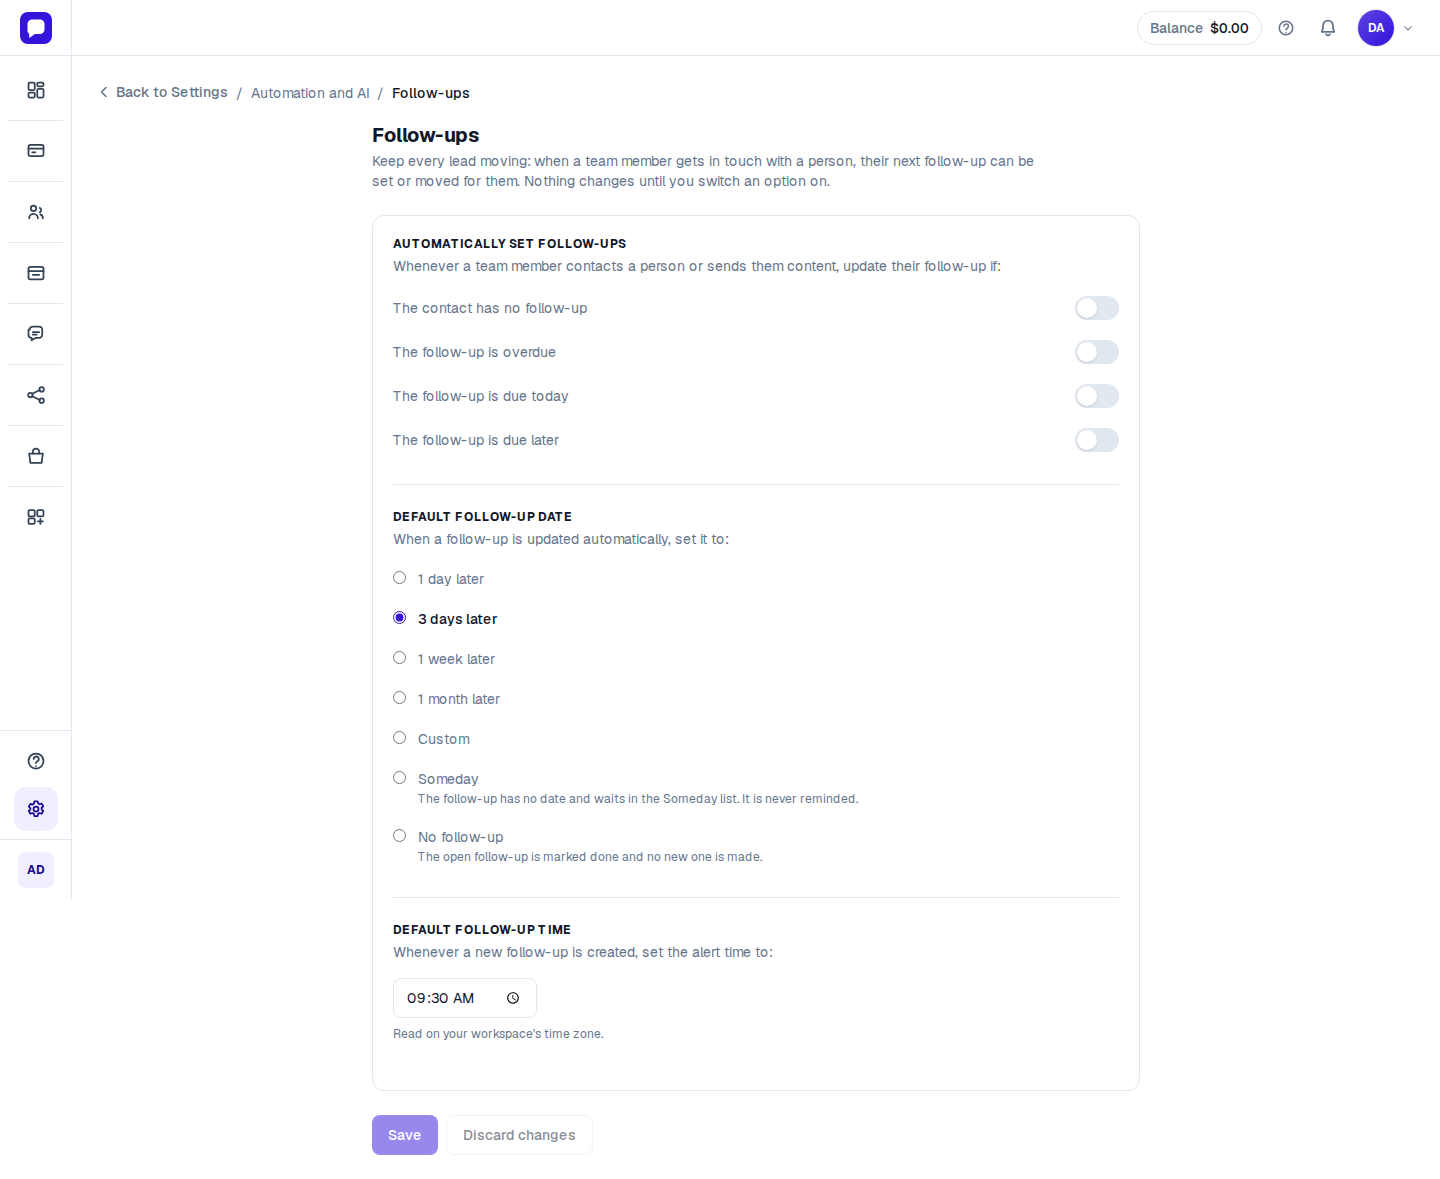 Balance $0.00
DA
Back to Settings / Automation and AI / Follow-ups
Follow-ups
Keep every lead moving: when a team member gets in touch with a person, their next follow-up can be
set or moved for them. Nothing changes until you switch an option on.
AUTOMATICALLY SET FOLLOW-UPS
Whenever a team member contacts a person or sends them content, update their follow-up if:
The contact has no follow-up
The follow-up is overdue
The follow-up is due today
The follow-up is due later
DEFAULT FOLLOW-UP DATE
When a follow-up is updated automatically, set it to:
1 day later
3 days later
1 week later
1 month later
Custom
Someday
The follow-up has no date and waits in the Someday list. It is never reminded.
No follow-up
The open follow-up is marked done and no new one is made.
AD
DEFAULT FOLLOW-UP TIME
Whenever a new follow-up is created, set the alert time to:
09:30 AM
Read on your workspace's time zone.
Save
Discard changes